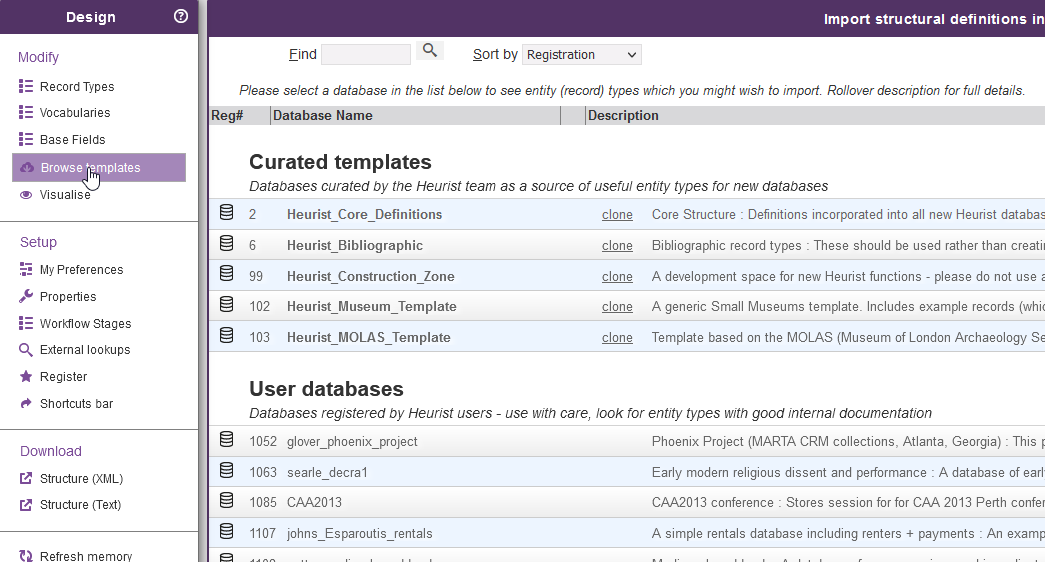 Design
Modify
Record Types
Vocabularies
Base Fields
Browse templates
Visualise
Setup
My Preferences
Properties
Workflow Stages
External lookups
Register
Shortcuts bar
Download
Structure (XML)
Structure (Text)
Refresh memory
Import structural definitions in
Find
Sort by Registration
Please select a database in the list below to see entity (record) types which you might wish to import. Rollover description for full details.
Reg# Database Name Description
Curated templates
Databases curated by the Heurist team as a source of useful entity types for new databases
2 Heurist_Core_Definitions clone Core Structure : Definitions incorporated into all new Heurist databas
6 Heurist_Bibliographic clone Bibliographic record types : These should be used rather than creatin
99 Heurist_Construction_Zone clone A development space for new Heurist functions - please do not use a
102 Heurist_Museum_Template clone A generic Small Museums template. Includes example records (whic
103 Heurist_MOLAS_Template clone Template based on the MOLAS (Museum of London Archaeology Se
User databases
Databases registered by Heurist users - use with care, look for entity types with good internal documentation
1052 glover_phoenix_project Phoenix Project (MARTA CRM collections, Atlanta, Georgia) : This p
1063 searle_decra1 Early modern religious dissent and performance : A database of earl
1085 CAA2013 CAA2013 conference : Stores session for for CAA 2013 Perth confe
1107 johns_Esparoutis_rentals A simple rentals database including renters + payments : An examp